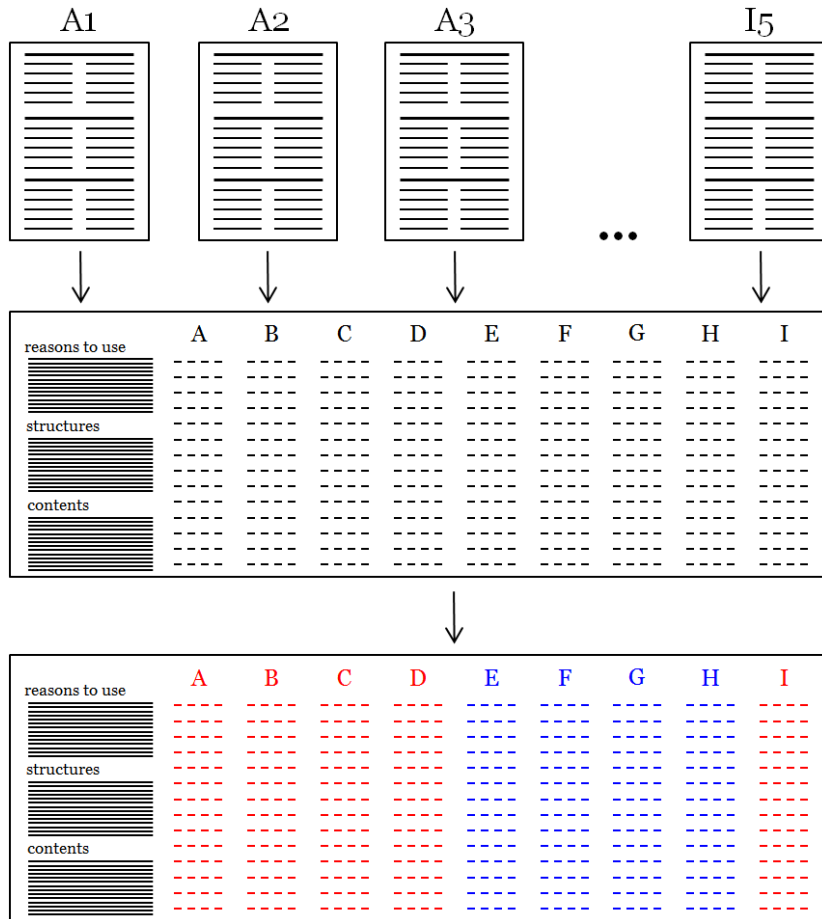 A1 A2 A3 I5
...
A B C D E F G H I
reasons to use
structures
contents
A B C D E F G H I
reasons to use
structures
contents